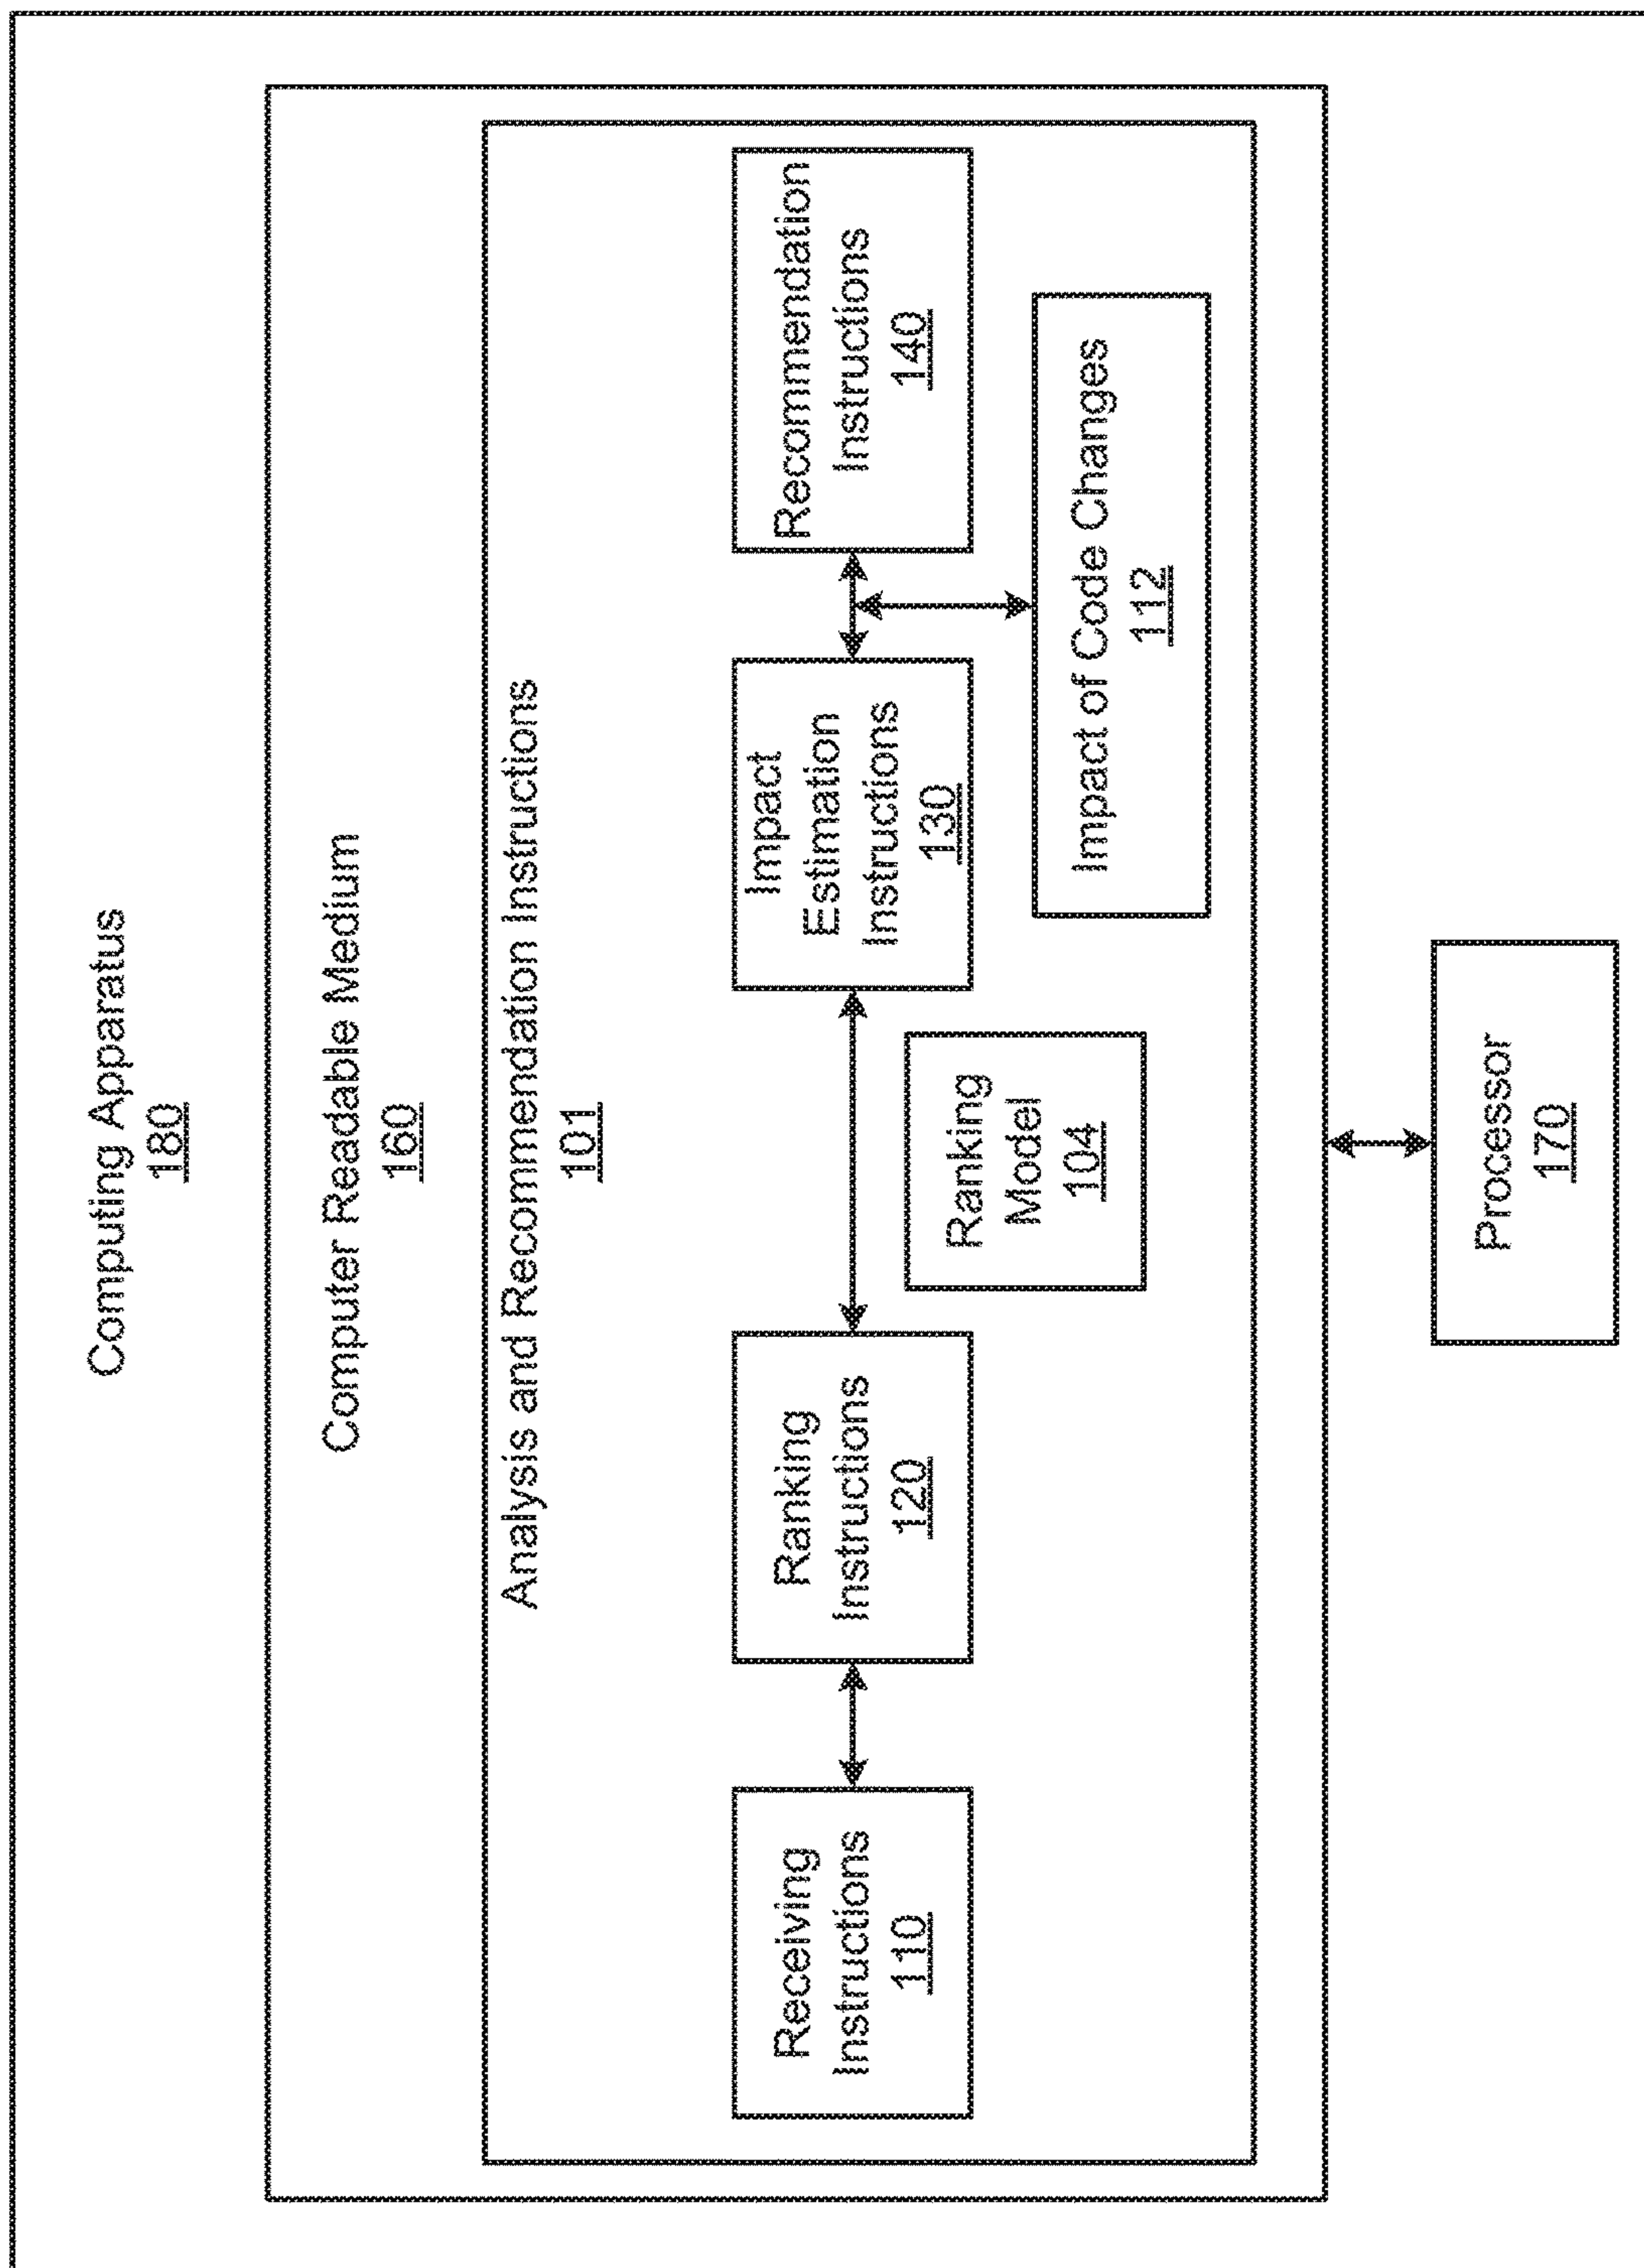 Computing Apparatus
180
Computer Readable Medium
160
Analysis and Recommendation Instructions
101
Receiving
Instructions
110
Ranking
Instructions
120
Impact
Estimation
Instructions
130
Recommendation
Instructions
140
Ranking
Model
104
Impact of Code Changes
112
Processor
170